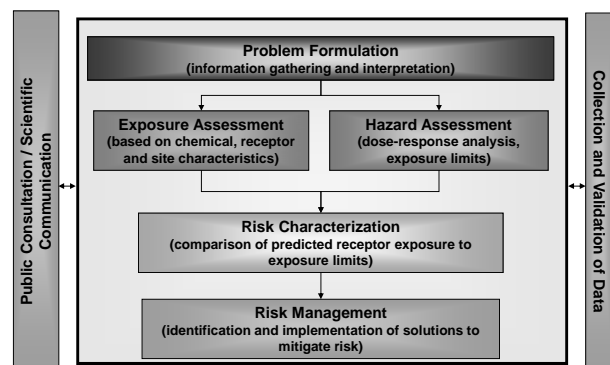 Public Consultation / Scientific
Communication
Problem Formulation
(information gathering and interpretation)
Exposure Assessment
(based on chemical, receptor
and site characteristics)
Hazard Assessment
(dose-response analysis,
exposure limits)
Risk Characterization
(comparison of predicted receptor exposure to
exposure limits)
Risk Management
(identification and implementation of solutions to
mitigate risk)
Collection and Validation of Data